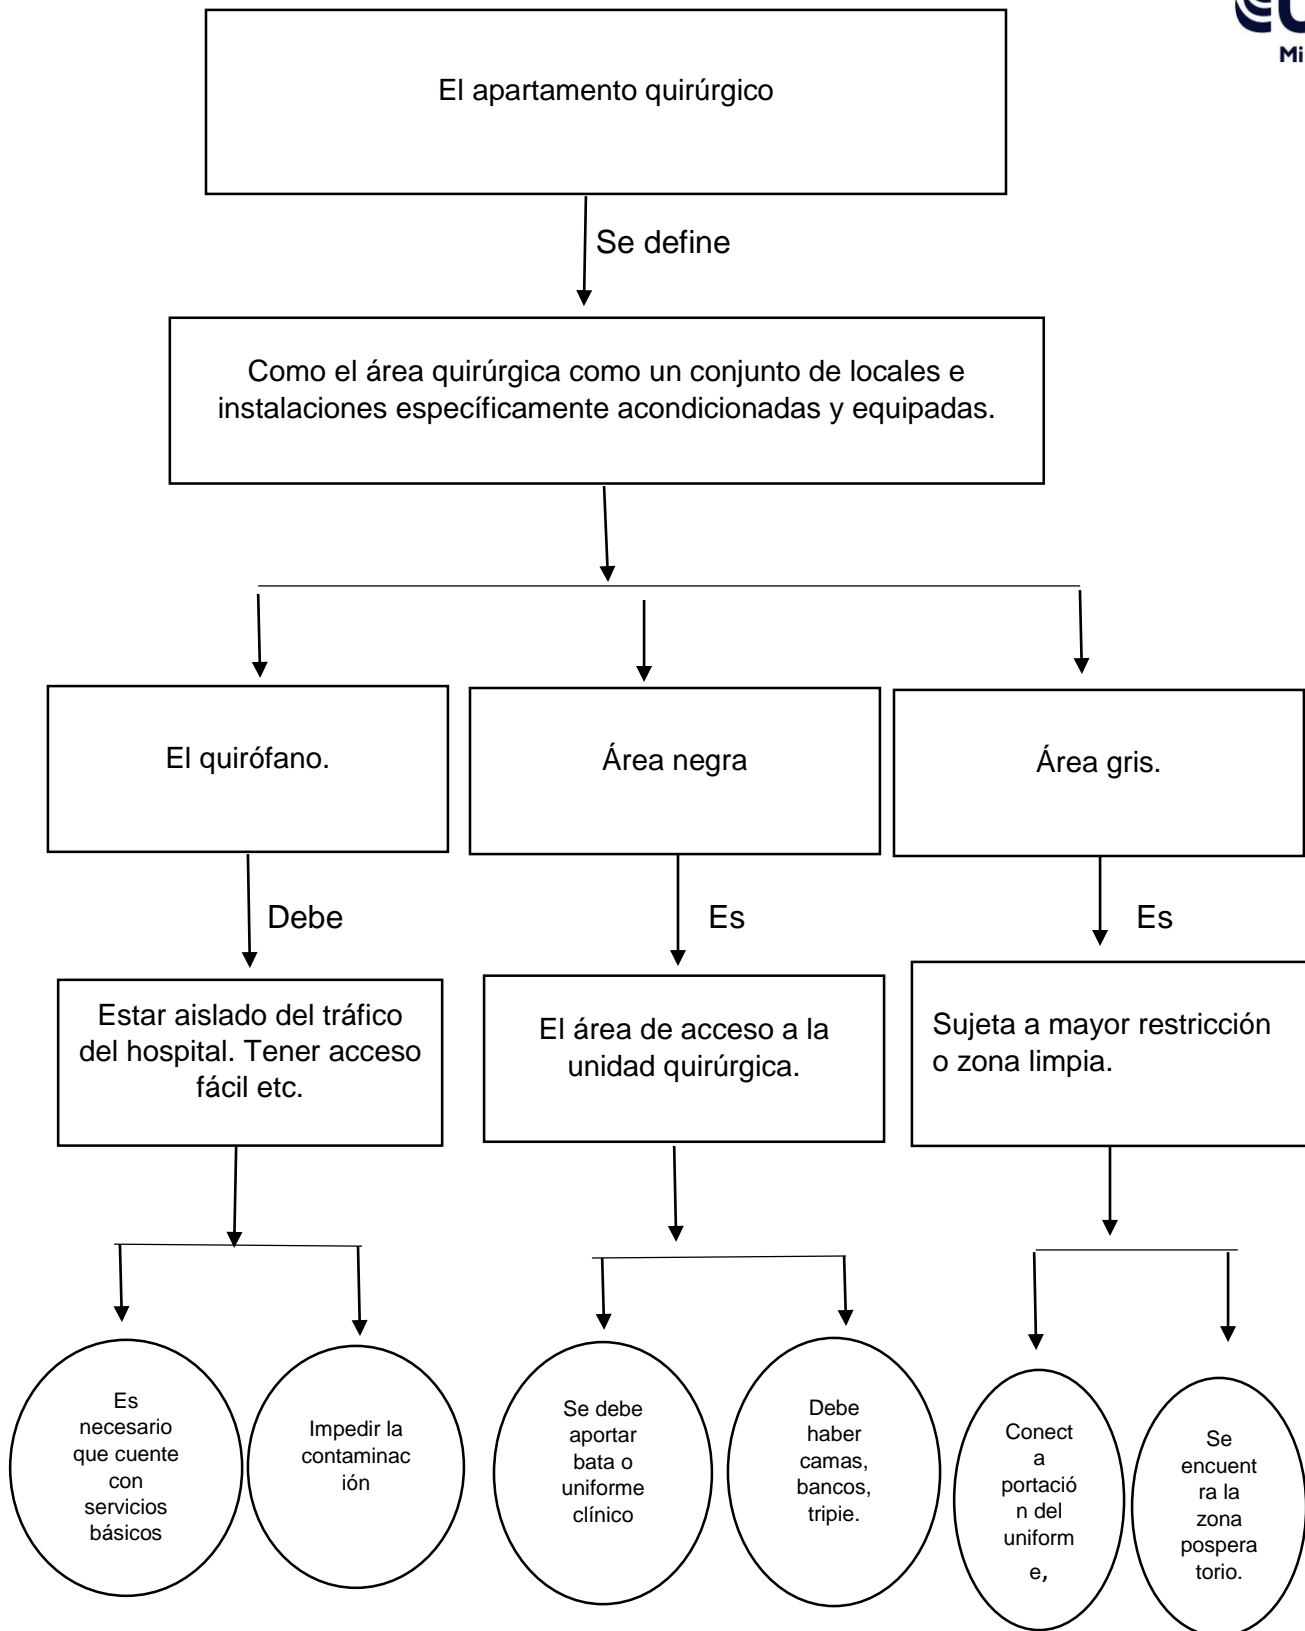 Mi
El apartamento quirúrgico
Se define
Como el área quirúrgica como un conjunto de locales e
instalaciones específicamente acondicionadas y equipadas.
El quirófano.
Área negra
Área gris.
Debe
Es
Es
Estar aislado del tráfico
del hospital. Tener acceso
fácil etc.
El área de acceso a la
unidad quirúrgica.
Sujeta a mayor restricción
o zona limpia.
Es
necesario
que cuente
con
servicios
básicos
Impedir la
contaminac
ión
Se debe
aportar
bata o
uniforme
clínico
Debe
haber
camas,
bancos,
tripie.
Conect
a
portació
n del
uniform
e,
Se
encuent
ra la
zona
pospera
torio.